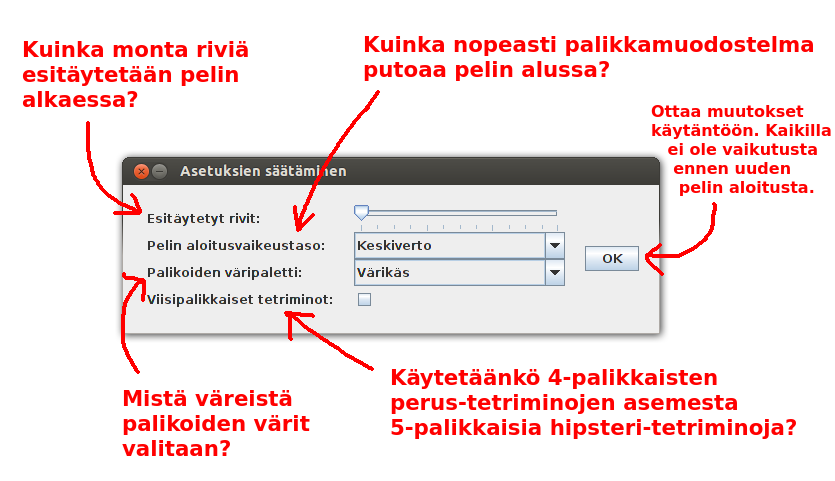 Kuinka monta riviä
esitäytetään pelin
alkaessa?
Kuinka nopeasti palikkamuodostelma
putoaa pelin alussa?
Ottaa muutokset
käytäntöön. Kaikilla
ei ole vaikutusta
ennen uuden
pelin aloitusta.
Asetuksien säätäminen
Esitäytetyt rivit:
Pelin aloitusvaikeustaso:
Keskiverto
Palikoiden väripaletti:
Värikäs
OK
Viisipalikkaiset tetriminot:
Mistä väreistä
palikoiden värit
valitaan?
Käytetäänkö 4-palikkaisten
perus-tetriminojen asemesta
5-palikkaisia hipsteri-tetriminoja?